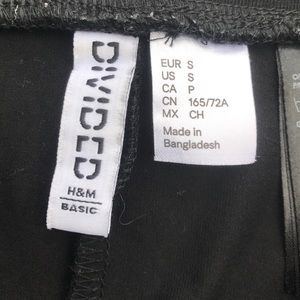 DIVIDED
H&M
BASIC
EUR S
US S
CA P
CN 165/72A
MX CH
Made in
Bangladesh